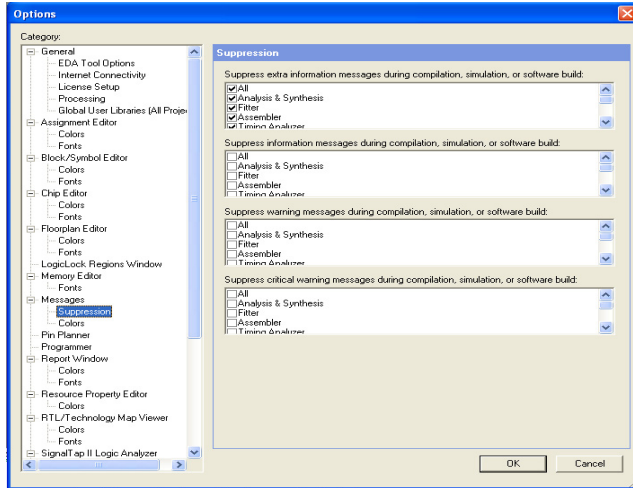 Options
Category:
General
EDA Tool Options
Internet Connectivity
License Setup
Processing
Global User Libraries (All Proje
Assignment Editor
Colors
Fonts
Block/Symbol Editor
Colors
Fonts
Chip Editor
Colors
Fonts
Floorplan Editor
Colors
Fonts
LogicLock Regions Window
Memory Editor
Fonts
Messages
Suppression
Colors
Pin Planner
Programmer
Report Window
Colors
Fonts
Resource Property Editor
Colors
RTL/Technology Map Viewer
Colors
Fonts
SignalTap II Logic Analyzer
Suppression
Suppress extra information messages during compilation, simulation, or software build:
All
Analysis & Synthesis
Fitter
Assembler
Timing Analyzer
Suppress information messages during compilation, simulation, or software build:
All
Analysis & Synthesis
Fitter
Assembler
Timing Analyzer
Suppress warning messages during compilation, simulation, or software build:
All
Analysis & Synthesis
Fitter
Assembler
Timing Analyzer
Suppress critical warning messages during compilation, simulation, or software build:
All
Analysis & Synthesis
Fitter
Assembler
Timing Analyzer
OK
Cancel